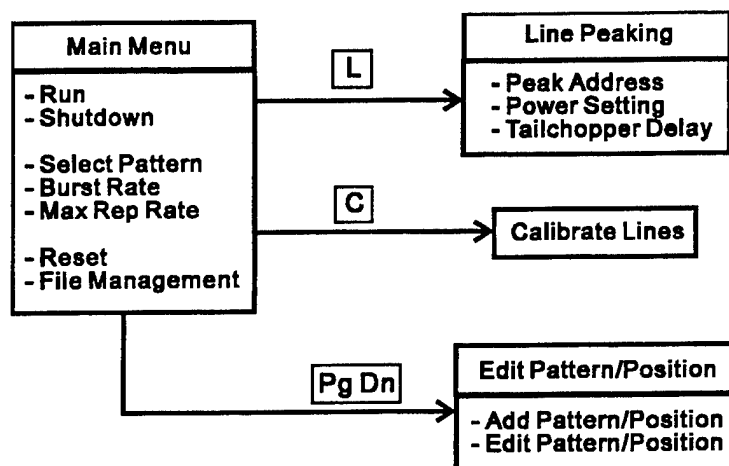 Main Menu
- Run
- Shutdown
- Select Pattern
- Burst Rate
- Max Rep Rate
- Reset
- File Management
L
Line Peaking
- Peak Address
- Power Setting
- Tailchopper Delay
C
Calibrate Lines
Pg Dn
Edit Pattern/Position
- Add Pattern/Position
- Edit Pattern/Position